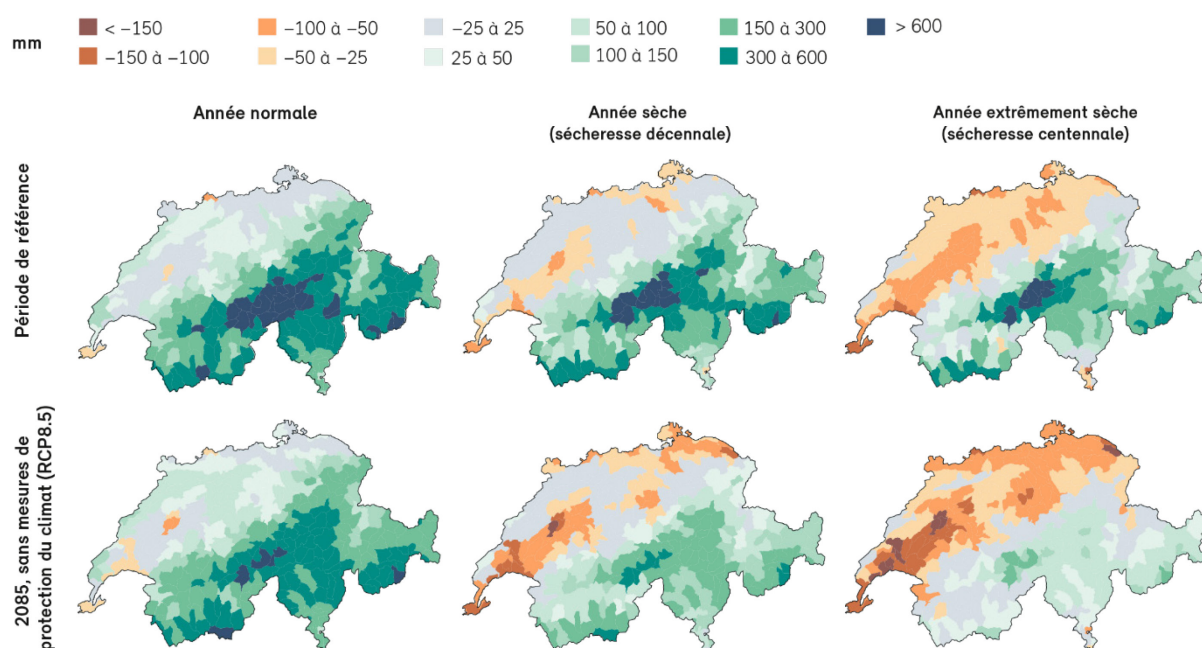 mm
< −150
−100 à −50
−25 à 25
50 à 100
150 à 300
> 600
−150 à −100
−50 à −25
25 à 50
100 à 150
300 à 600
Année normale
Année sèche
(sécheresse décennale)
Année extrêmement sèche
(sécheresse centennale)
Période de référence
2085, sans mesures de
protection du climat (RCP8.5)